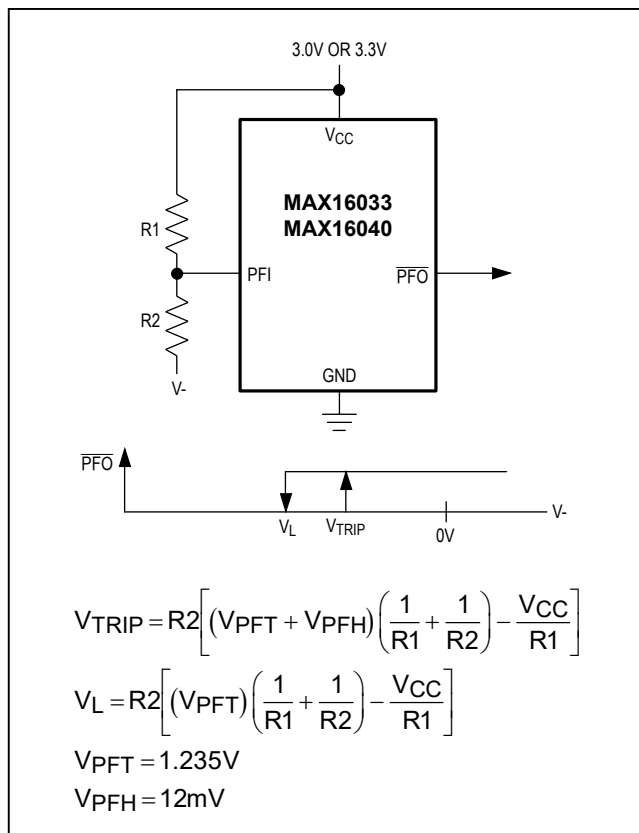 3.0V OR 3.3V
VCC
MAX16033
MAX16040
R1
PFI
PFO
R2
V-
GND
PFO
VL
VTRIP
0V
V-
VTRIP = R2[(VPFT + VPFH)(1/R1 + 1/R2) − VCC/R1]
VL = R2[(VPFT)(1/R1 + 1/R2) − VCC/R1]
VPFT = 1.235V
VPFH = 12mV